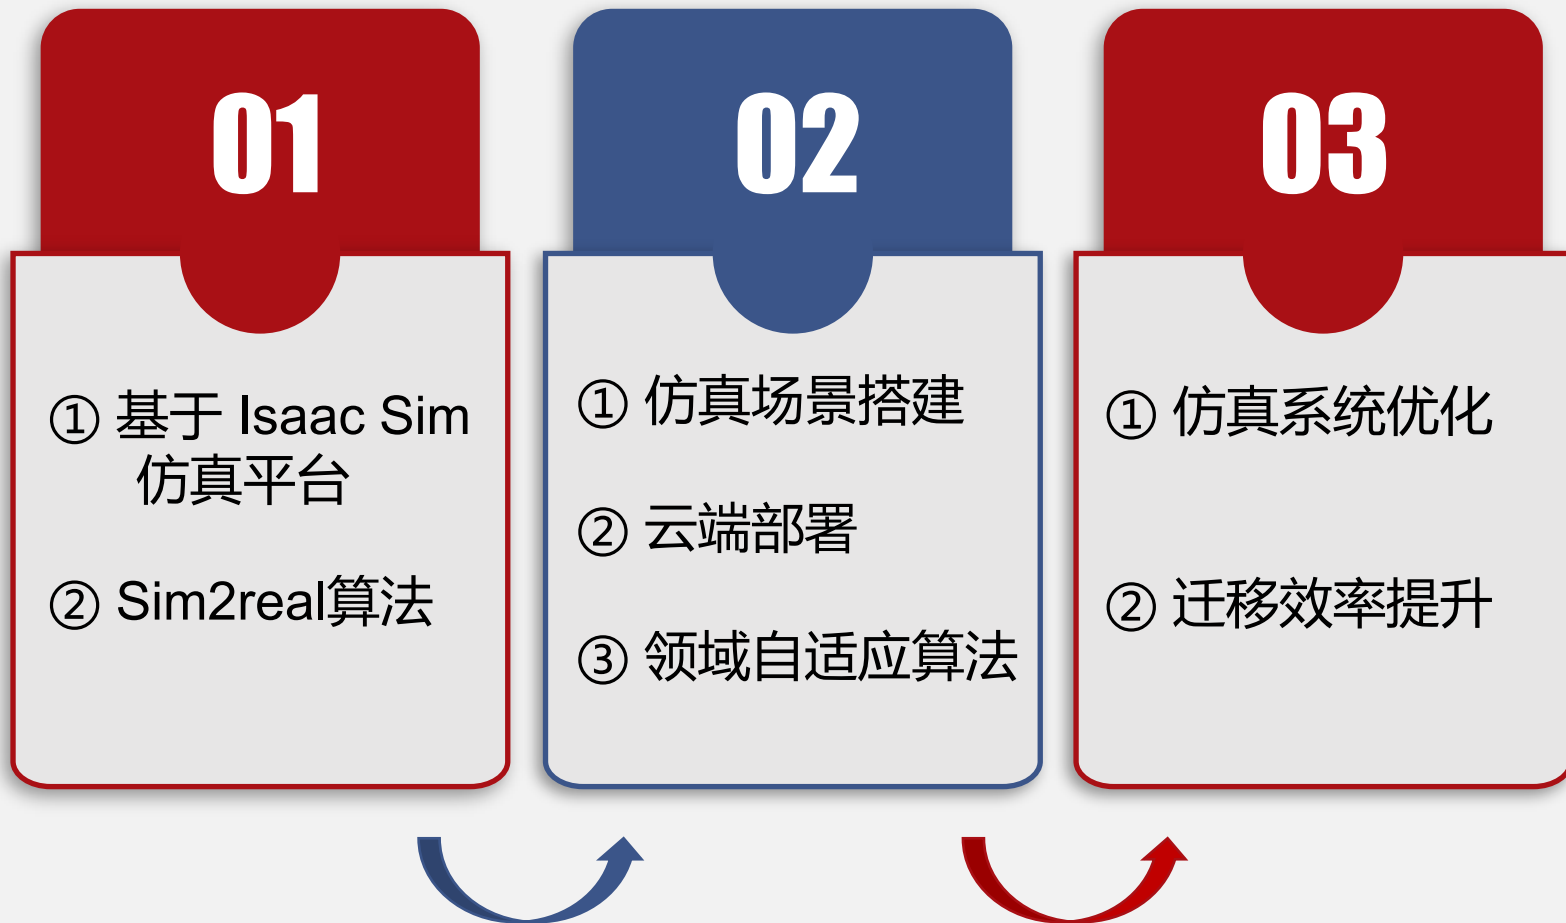 01
① 基于 Isaac Sim
仿真平台
② Sim2real算法
02
① 仿真场景搭建
② 云端部署
③ 领域自适应算法
03
① 仿真系统优化
② 迁移效率提升